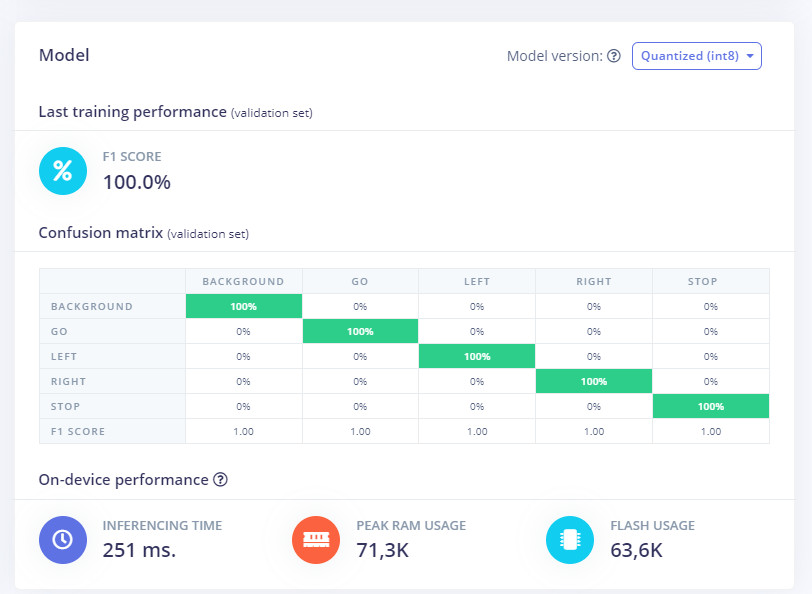 Model
Model version: ? Quantized (int8)
Last training performance (validation set)
% F1 SCORE
100.0%
Confusion matrix (validation set)
BACKGROUND GO LEFT RIGHT STOP
BACKGROUND 100% 0% 0% 0% 0%
GO 0% 100% 0% 0% 0%
LEFT 0% 0% 100% 0% 0%
RIGHT 0% 0% 0% 100% 0%
STOP 0% 0% 0% 0% 100%
F1 SCORE 1.00 1.00 1.00 1.00 1.00
On-device performance ?
INFERENCING TIME
251 ms.
PEAK RAM USAGE
71,3K
FLASH USAGE
63,6K